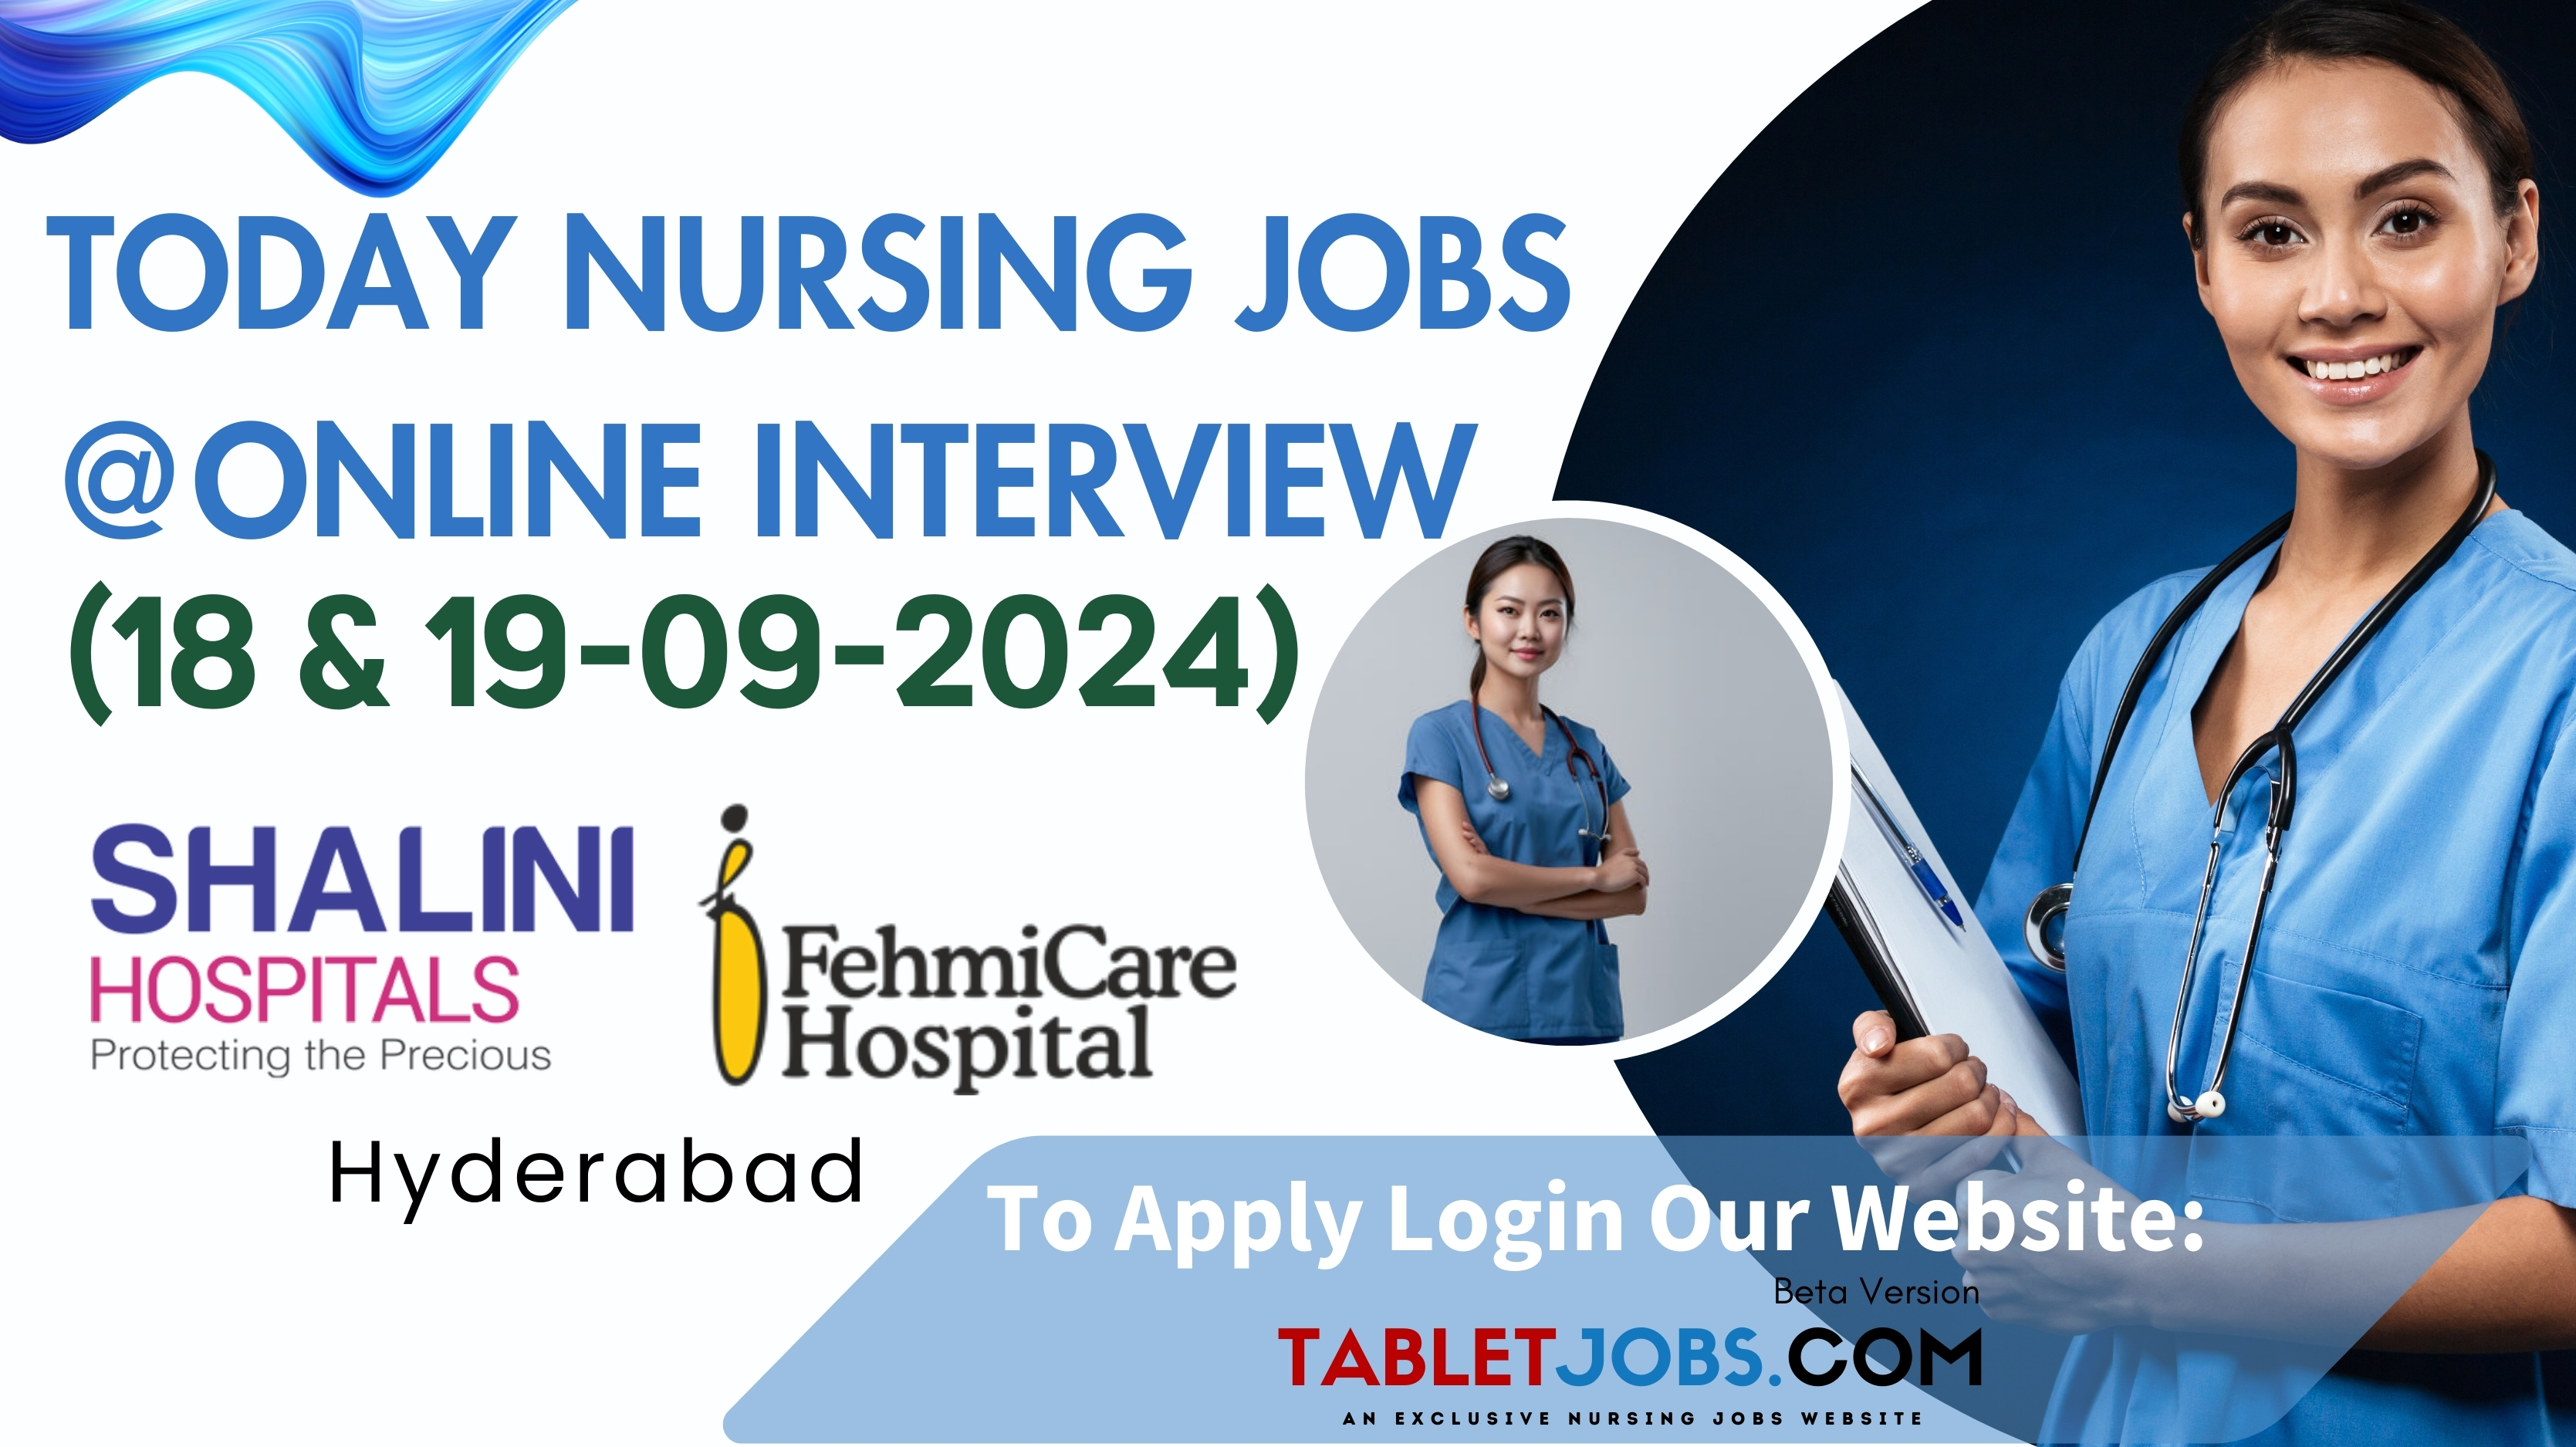 TODAY NURSING JOBS
@ONLINE INTERVIEW
(18 & 19-09-2024)
SHALINI
HOSPITALS
Protecting the Precious
FehmiCare
Hospital
Hyderabad
To Apply Login Our Website:
Beta Version
TABLETJOBS.COM
AN EXCLUSIVE NURSING JOBS WEBSITE